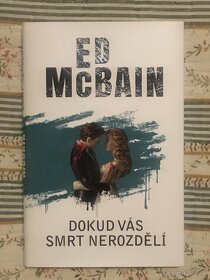 ED
McBAIN
DOKUD VÁS
SMRT NEROZDĚLÍ